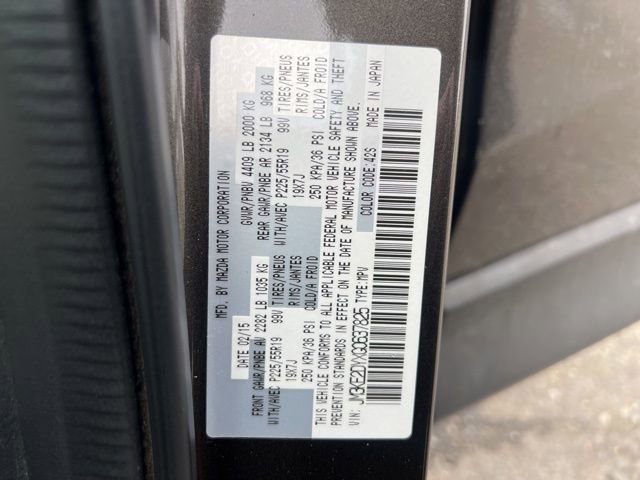 MFD. BY MAZDA MOTOR CORPORATION
DATE 02/15 GVWR/PNBV 4409 LB 2000 KG
FRONT GAWR/PNBE AV 2282 LB 1035 KG REAR GAWR/PNBE AR 2134 LB 968 KG
WITH/AVEC P225/55R19 99V TIRES/PNEUS WITH/AVEC P225/55R19 99V TIRES/PNEUS
19X7J RIMS/JANTES 19X7J RIMS/JANTES
250 KPA/36 PSI COLD/A FROID 250 KPA/36 PSI COLD/A FROID
THIS VEHICLE CONFORMS TO ALL APPLICABLE FEDERAL MOTOR VEHICLE SAFETY AND THEFT
PREVENTION STANDARDS IN EFFECT ON THE DATE OF MANUFACTURE SHOWN ABOVE.
VIN: JM3KE2DYXG0637825 TYPE:MPV COLOR CODE:42S MADE IN JAPAN